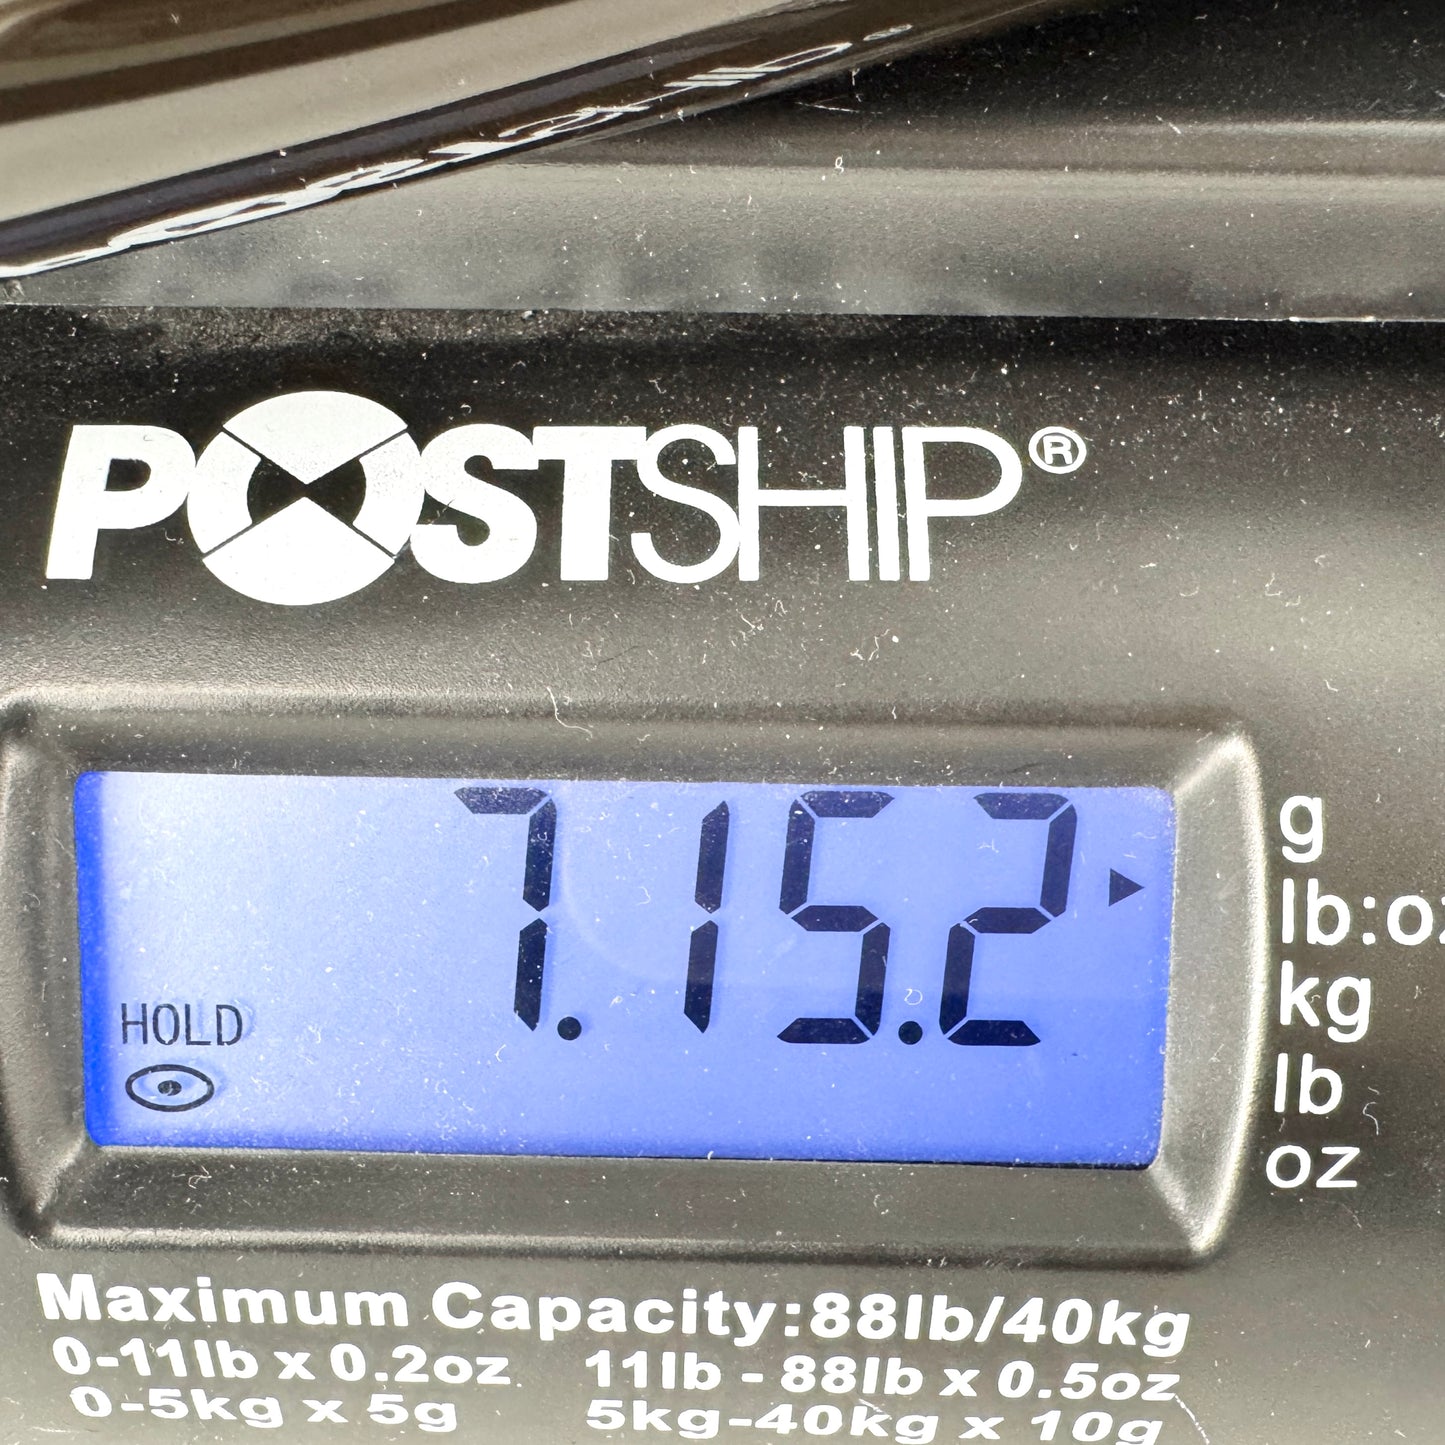 POSTSHIP®
7.15.2
HOLD
g
lb:oz
kg
lb
oz
Maximum Capacity:88lb/40kg
0-11lb x 0.2oz 11lb - 88lb x 0.5oz
0-5kg x 5g 5kg-40kg x 10g